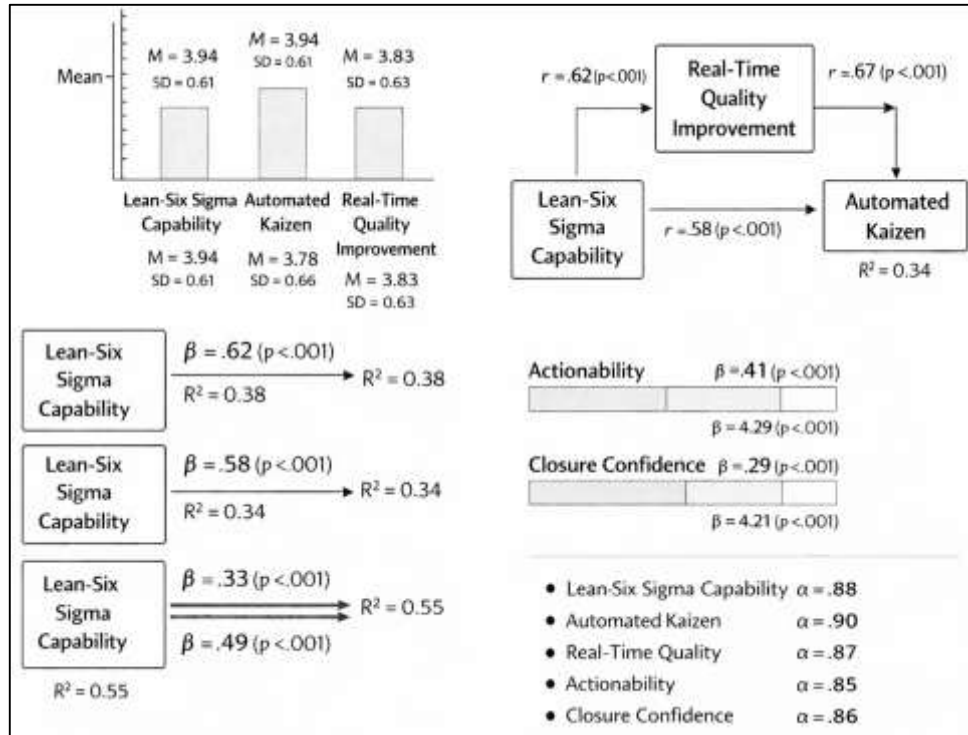 Mean
M = 3.94
SD = 0.61
M = 3.94
SD = 0.61
M = 3.83
SD = 0.63
Lean-Six Sigma
Capability
Automated
Kaizen
Real-Time
Quality
Improvement
M = 3.94
SD = 0.61
M = 3.78
SD = 0.66
M = 3.83
SD = 0.63
r =.62 (p<.001)
Real-Time
Quality
Improvement
r =.67 (p <.001)
Lean-Six
Sigma
Capability
r =.58 (p <.001)
Automated
Kaizen
R² = 0.34
Lean-Six
Sigma
Capability
β = .62 (p <.001)
R² = 0.38
R² = 0.38
Lean-Six
Sigma
Capability
β = .58 (p <.001)
R² = 0.34
R² = 0.34
Lean-Six
Sigma
Capability
β = .33 (p <.001)
β = .49 (p <.001)
R² = 0.55
R² = 0.55
Actionability β =.41 (p <.001)
β = 4.29 (p <.001)
Closure Confidence β =.29 (p <.001)
β = 4.21 (p <.001)
• Lean-Six Sigma Capability α =.88
• Automated Kaizen α =.90
• Real-Time Quality α =.87
• Actionability α =.85
• Closure Confidence α =.86